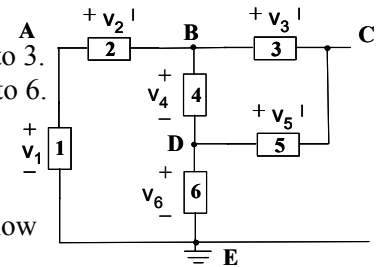 + v2 I
+ v3 I
A
B
C
2
3
to 3.
to 6.
+
v4
–
4
+
v1
–
1
+ v5 I
D
5
+
v6
–
6
ow
E